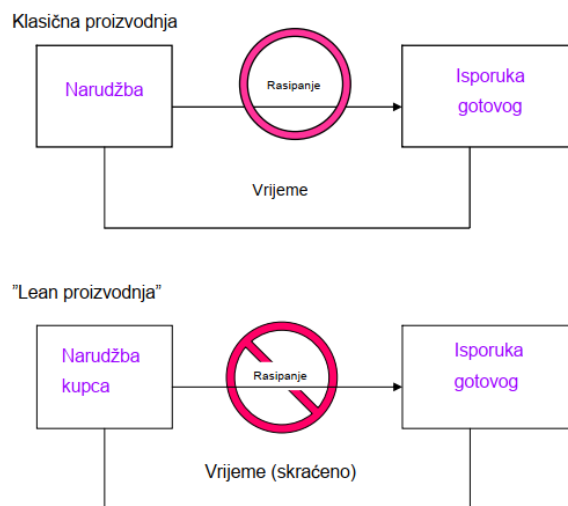 Klasična proizvodnja
Narudžba
Rasipanje
Isporuka
gotovog
Vrijeme
"Lean proizvodnja"
Narudžba
kupca
Rasipanje
Isporuka
gotovog
Vrijeme (skraćeno)